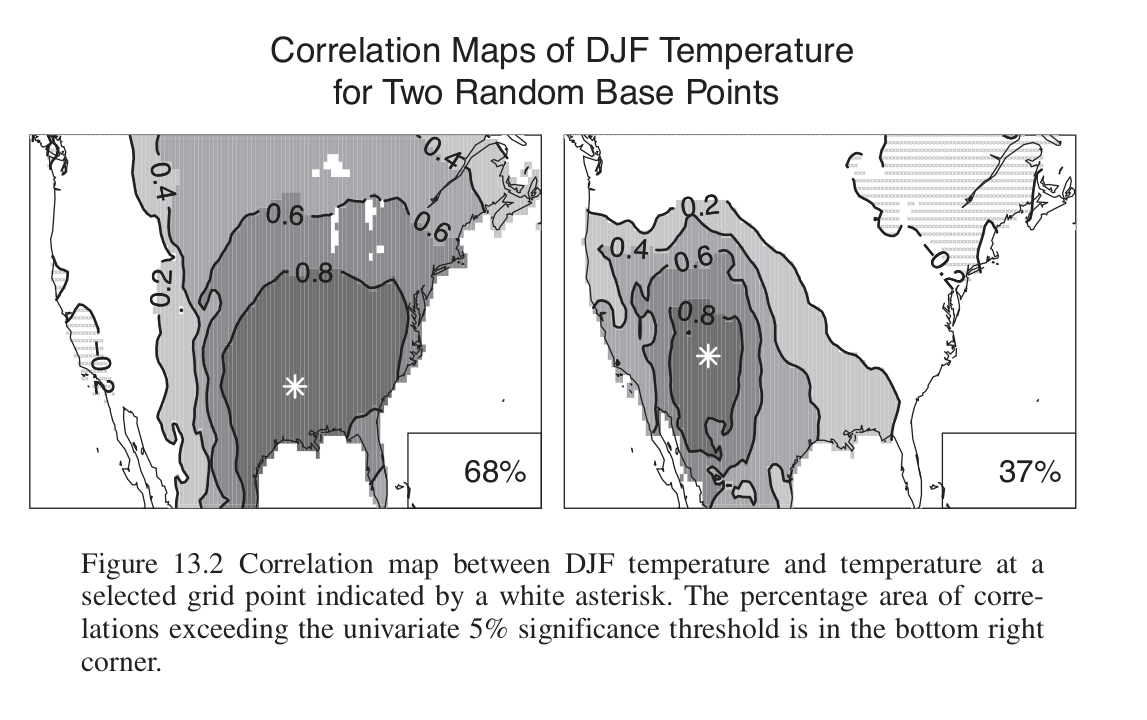 Correlation Maps of DJF Temperature
for Two Random Base Points
0.4
0.4
0.6
0.6
0.8
0.2
−0.2
68%
0.2
0.4
0.6
0.8
−0.2
37%
Figure 13.2 Correlation map between DJF temperature and temperature at a
selected grid point indicated by a white asterisk. The percentage area of corre-
lations exceeding the univariate 5% significance threshold is in the bottom right
corner.